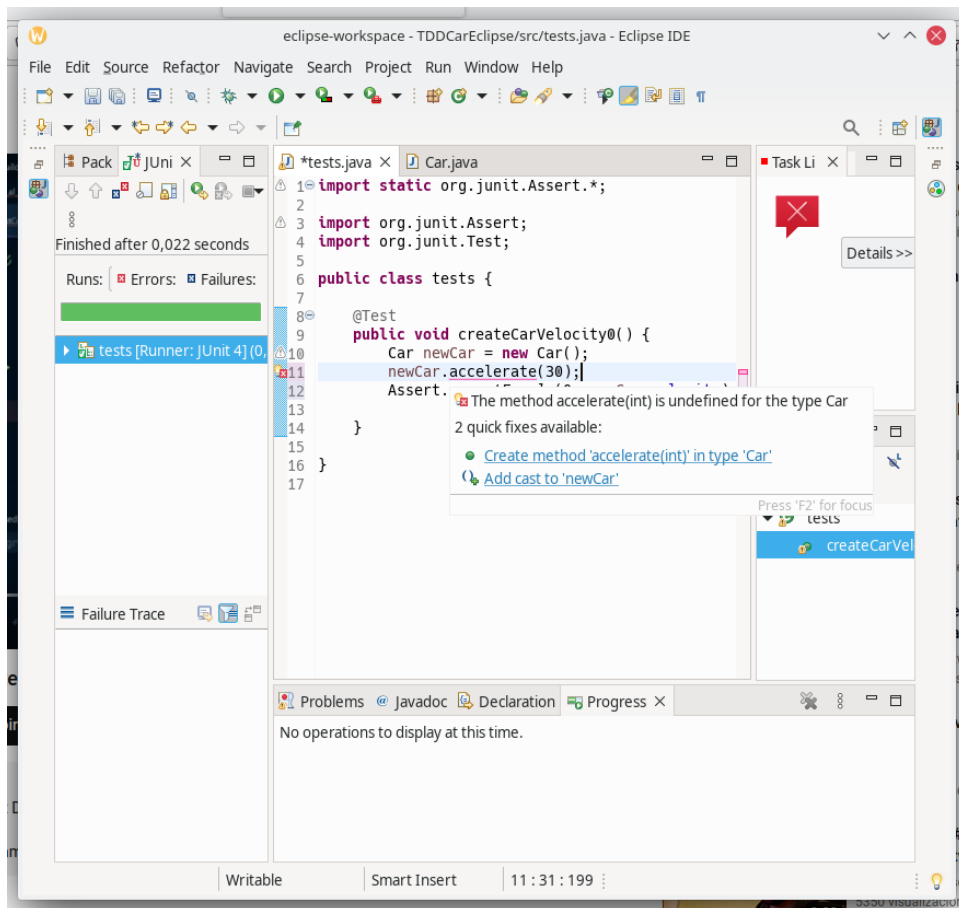 eclipse-workspace - TDDCarEclipse/src/tests.java - Eclipse IDE
File Edit Source Refactor Navigate Search Project Run Window Help
Pack JUni
*tests.java Car.java
Task Li
Finished after 0,022 seconds
Runs: Errors: Failures:
tests [Runner: JUnit 4] (0,
1 import static org.junit.Assert.*;
2
3 import org.junit.Assert;
4 import org.junit.Test;
5
6 public class tests {
7
8 @Test
9 public void createCarVelocity0() {
10 Car newCar = new Car();
11 newCar.accelerate(30);
12 Assert.
13
14 }
15
16 }
17
Details >>
The method accelerate(int) is undefined for the type Car
2 quick fixes available:
Create method 'accelerate(int)' in type 'Car'
Add cast to 'newCar'
Press 'F2' for focus
tests
createCarVel
Failure Trace
Problems @ Javadoc Declaration Progress
No operations to display at this time.
Writable Smart Insert 11 : 31 : 199